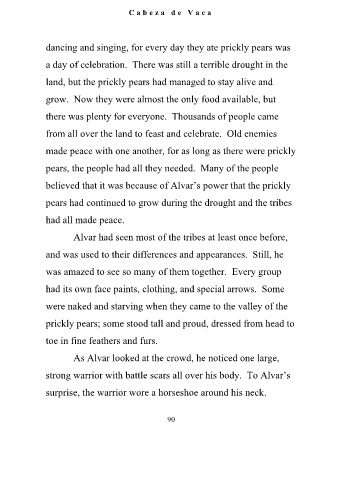 Cabeza de Vaca
dancing and singing, for every day they ate prickly pears was
a day of celebration. There was still a terrible drought in the
land, but the prickly pears had managed to stay alive and
grow. Now they were almost the only food available, but
there was plenty for everyone. Thousands of people came
from all over the land to feast and celebrate. Old enemies
made peace with one another, for as long as there were prickly
pears, the people had all they needed. Many of the people
believed that it was because of Alvar's power that the prickly
pears had continued to grow during the drought and the tribes
had all made peace.
Alvar had seen most of the tribes at least once before,
and was used to their differences and appearances. Still, he
was amazed to see so many of them together. Every group
had its own face paints, clothing, and special arrows. Some
were naked and starving when they came to the valley of the
prickly pears; some stood tall and proud, dressed from head to
toe in fine feathers and furs.
As Alvar looked at the crowd, he noticed one large,
strong warrior with battle scars all over his body. To Alvar's
surprise, the warrior wore a horseshoe around his neck.
90